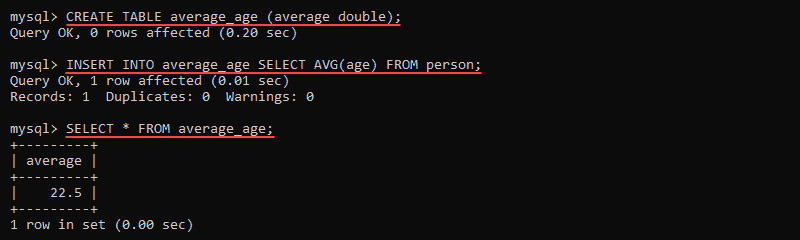 mysql> CREATE TABLE average_age (average double);
Query OK, 0 rows affected (0.20 sec)
mysql> INSERT INTO average_age SELECT AVG(age) FROM person;
Query OK, 1 row affected (0.01 sec)
Records: 1  Duplicates: 0  Warnings: 0
mysql> SELECT * FROM average_age;
+---------+
| average |
+---------+
|    22.5 |
+---------+
1 row in set (0.00 sec)